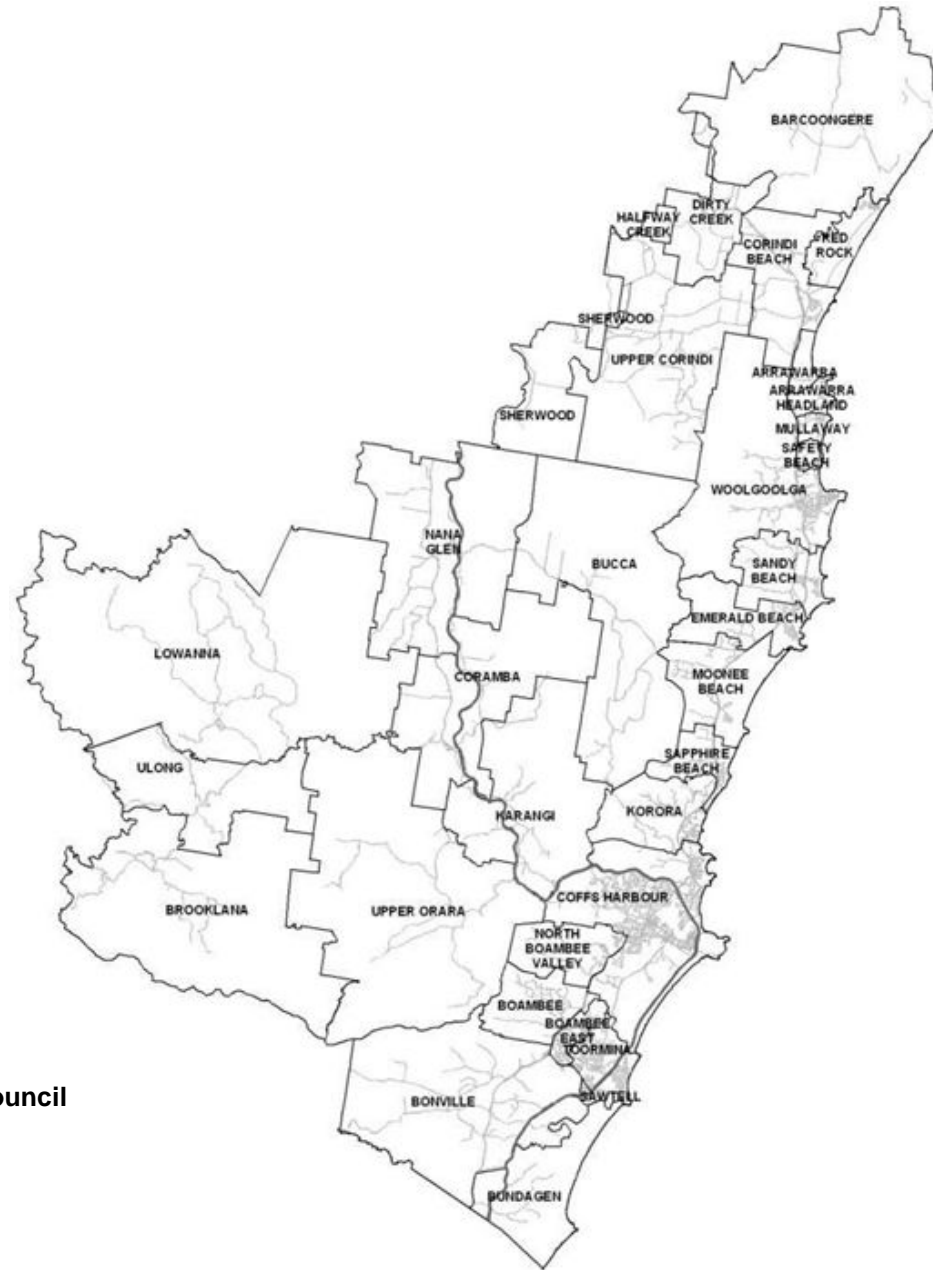 BARCOONGERE
DIRTY
CREEK
HALFWAY
CREEK
RED
ROCK
CORINDI
BEACH
SHERWOOD
UPPER CORINDI
ARRAWARRA
ARRAWARRA
HEADLAND
SHERWOOD
MULLAWAY
SAFETY
BEACH
WOOLGOOLGA
NANA
GLEN
BUCCA
SANDY
BEACH
EMERALD BEACH
LOWANNA
CORAMBA
MOONEE
BEACH
ULONG
SAPPHIRE
BEACH
KARANGI
KORORA
BROOKLANA
UPPER ORARA
COFFS HARBOUR
NORTH
BOAMBEE
VALLEY
BOAMBEE
BOAMBEE
EAST
TOORMINA
SAWTELL
BONVILLE
BUNDAGEN
ouncil